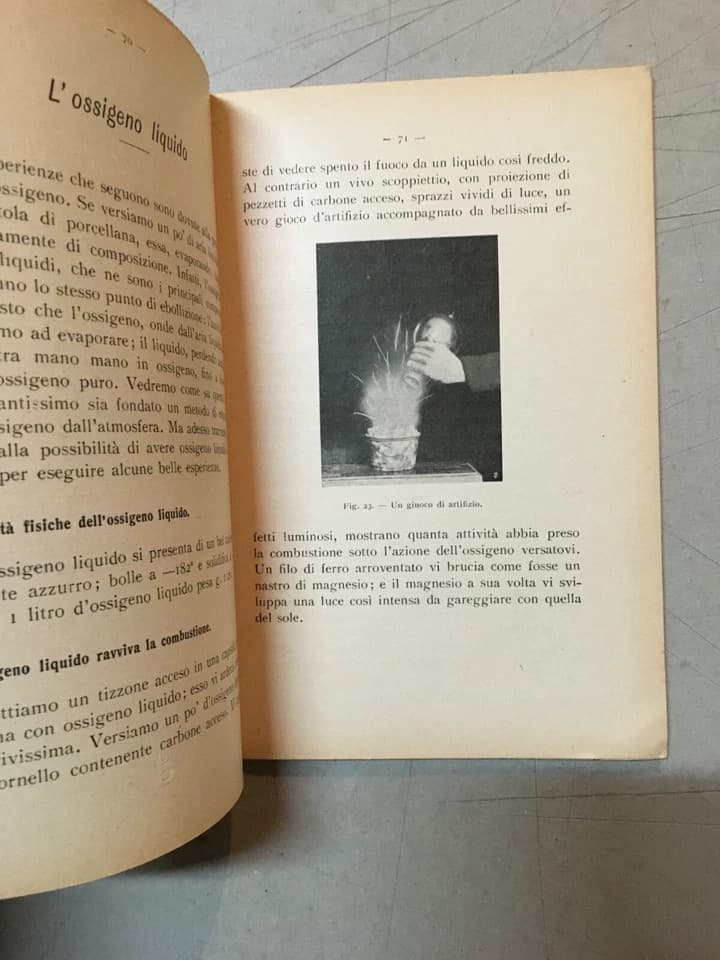 — 70 —
L'ossigeno liquido
perienze che seguono sono dovute alla
ossigeno. Se versiamo un po' di aria
tola di porcellana, essa, evaporando,
amente di composizione. Infatti,
liquidi, che ne sono i principali
ano lo stesso punto di ebollizione:
sto che l'ossigeno, onde dall'aria
mo ad evaporare; il liquido, perdendo
tra mano mano in ossigeno, fino a
ossigeno puro. Vedremo come su questo
antissimo sia fondato un metodo di
sigeno dall'atmosfera. Ma adesso
alla possibilità di avere ossigeno
per eseguire alcune belle esperienze.
tà fisiche dell'ossigeno liquido.
ssigeno liquido si presenta di un bel
te azzurro; bolle a —182° e solidifica a
1 litro d'ossigeno liquido pesa g.
geno liquido ravviva la combustione.
ttiamo un tizzone acceso in una capsula
na con ossigeno liquido; esso vi
ivissima. Versiamo un po' d'ossigeno
ornello contenente carbone acceso.
— 71 —
ste di vedere spento il fuoco da un liquido così freddo.
Al contrario un vivo scoppiettio, con proiezione di
pezzetti di carbone acceso, sprazzi vividi di luce, un
vero gioco d'artifizio accompagnato da bellissimi ef-
Fig. 23. — Un giuoco di artifizio.
fetti luminosi, mostrano quanta attività abbia preso
la combustione sotto l'azione dell'ossigeno versatovi.
Un filo di ferro arroventato vi brucia come fosse un
nastro di magnesio; e il magnesio a sua volta vi svi-
luppa una luce così intensa da gareggiare con quella
del sole.